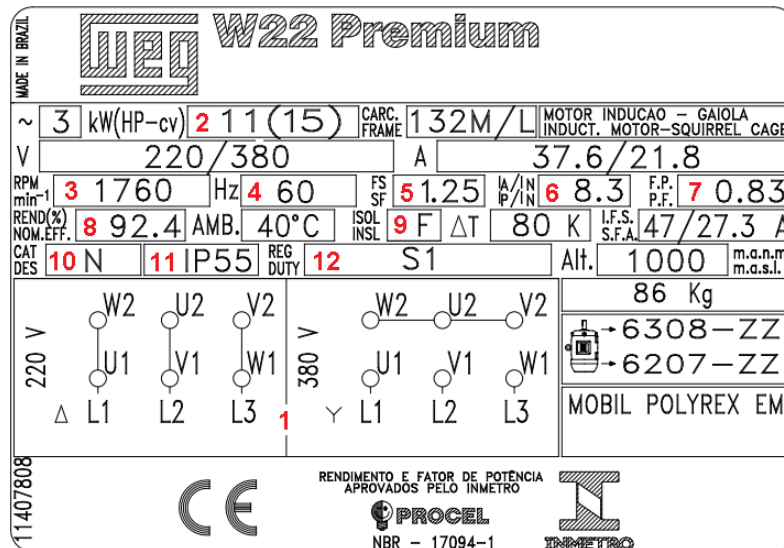 MADE IN BRAZIL
WEG W22 Premium
~ 3 kW(HP-cv) 2 11(15) CARC. FRAME 132M/L MOTOR INDUCAO - GAIOLA
INDUCT. MOTOR-SQUIRREL CAGE
V 220/380 A 37.6/21.8
RPM min-1 3 1760 Hz 4 60 FS SF 5 1.25 IA/IN IP/IN 6 8.3 F.P. P.F. 7 0.83
REND(%) NOM.EFF. 8 92.4 AMB. 40°C ISOL INSL 9 F ΔT 80 K I.F.S. S.F.A. 47/27.3 A
CAT DES 10 N 11 IP55 REG DUTY 12 S1 Alt. 1000 m.a.n.m m.a.s.l.
86 Kg
220 V
W2 U2 V2
U1 V1 W1
Δ L1 L2 L3
1
380 V
W2 U2 V2
U1 V1 W1
Y L1 L2 L3
6308-ZZ
6207-ZZ
MOBIL POLYREX EM
11407808
CE
RENDIMENTO E FATOR DE POTÊNCIA
APROVADOS PELO INMETRO
PROCEL
NBR - 17094-1
INMETRO